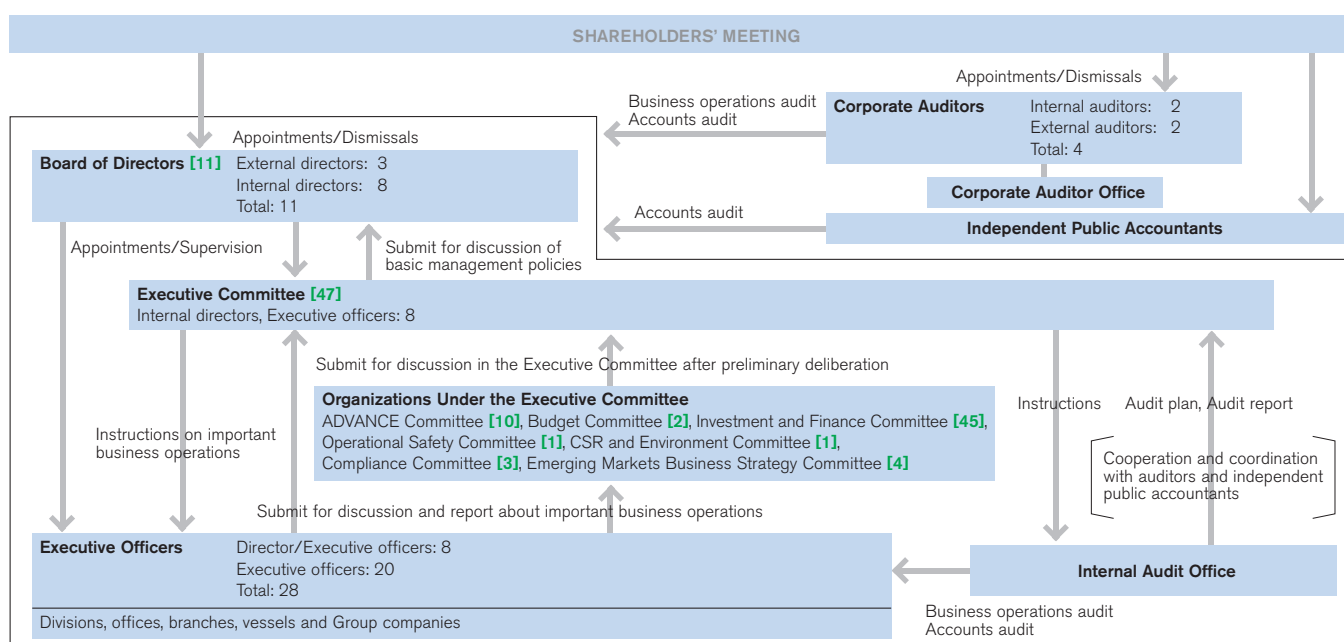 SHAREHOLDERS' MEETING
Appointments/Dismissals
Business operations audit
Accounts audit
Corporate Auditors
Internal auditors: 2
External auditors: 2
Total: 4
Appointments/Dismissals
Board of Directors [11]
External directors: 3
Internal directors: 8
Total: 11
Corporate Auditor Office
Accounts audit
Independent Public Accountants
Appointments/Supervision
Submit for discussion of
basic management policies
Executive Committee [47]
Internal directors, Executive officers: 8
Submit for discussion in the Executive Committee after preliminary deliberation
Organizations Under the Executive Committee
ADVANCE Committee [10], Budget Committee [2], Investment and Finance Committee [45],
Operational Safety Committee [1], CSR and Environment Committee [1],
Compliance Committee [3], Emerging Markets Business Strategy Committee [4]
Instructions on important
business operations
Instructions
Audit plan, Audit report
Cooperation and coordination
with auditors and independent
public accountants
Submit for discussion and report about important business operations
Executive Officers
Director/Executive officers: 8
Executive officers: 20
Total: 28
Internal Audit Office
Divisions, offices, branches, vessels and Group companies
Business operations audit
Accounts audit